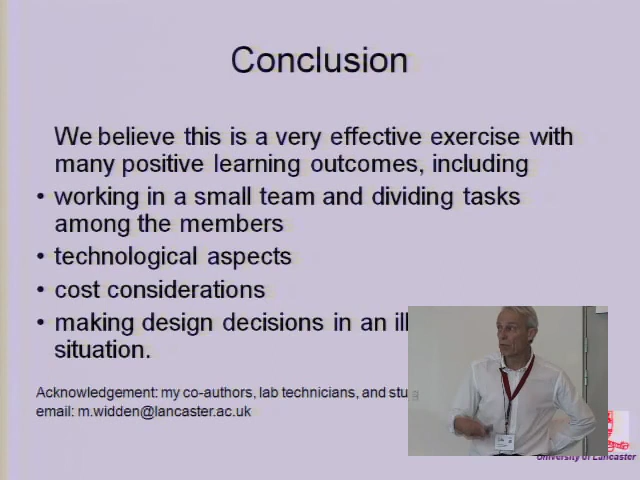 Conclusion
We believe this is a very effective exercise with
many positive learning outcomes, including
• working in a small team and dividing tasks
among the members
• technological aspects
• cost considerations
• making design decisions in an
situation.
Acknowledgement: my co-authors, lab technicians, and
email: m.widden@lancaster.ac.uk
University of Lancaster